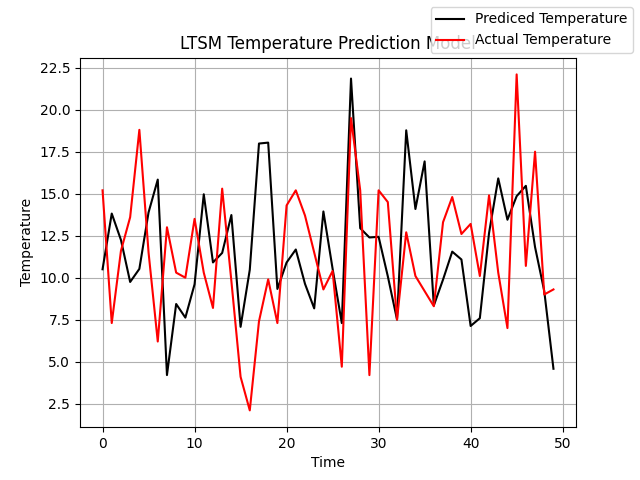 Prediced Temperature
Actual Temperature
LTSM Temperature Prediction Model
22.5
20.0
17.5
15.0
12.5
10.0
7.5
5.0
2.5
Temperature
0 10 20 30 40 50
Time